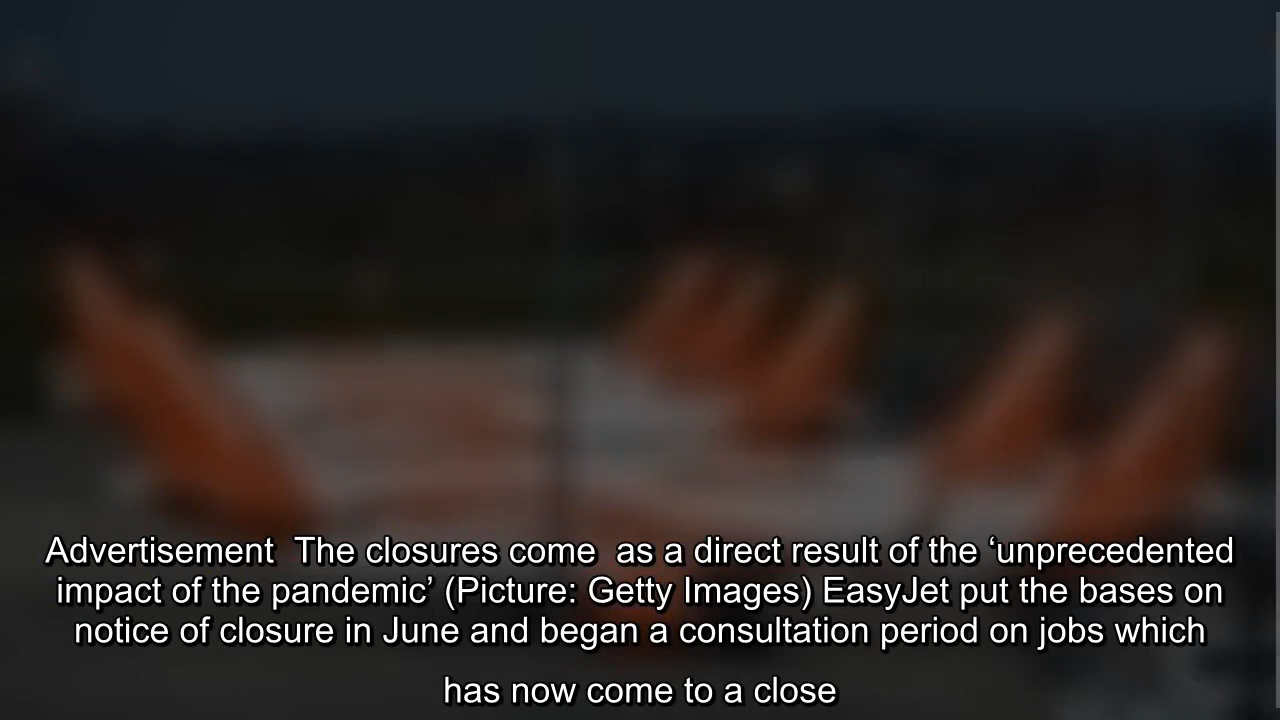 Advertisement  The closures come  as a direct result of the ‘unprecedented
impact of the pandemic’ (Picture: Getty Images) EasyJet put the bases on
notice of closure in June and began a consultation period on jobs which
has now come to a close